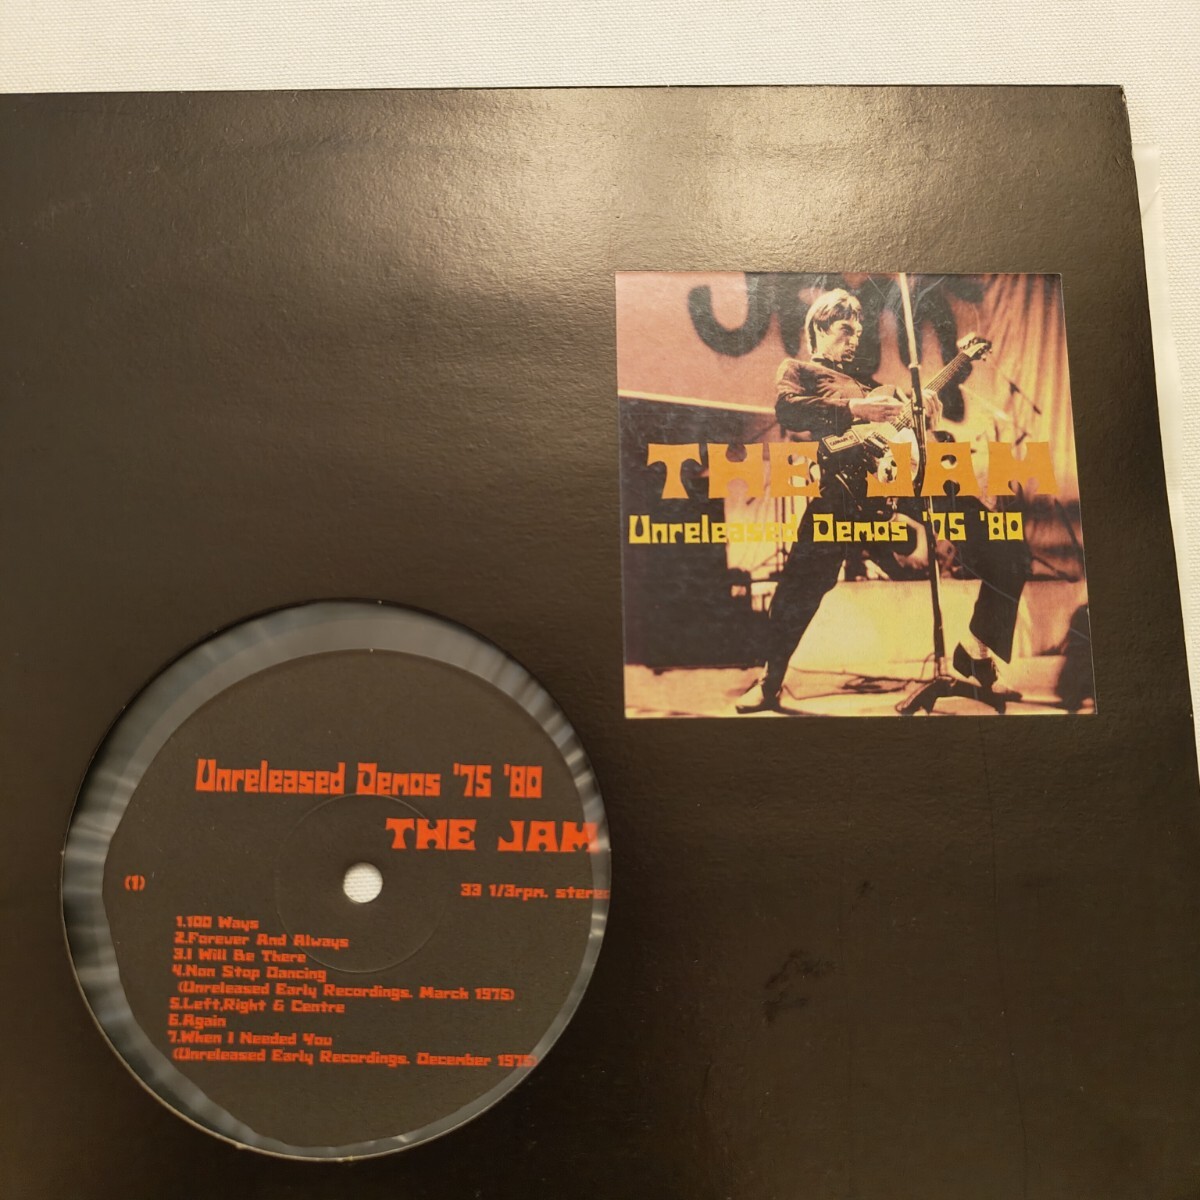 JAM
THE JAM
Unreleased Demos '75 '80
Unreleased Demos '75 '80
THE JAM
(1)
33 1/3rpm. stereo
1.100 Ways
2.Forever And Always
3.I Will Be There
4.Non Stop Dancing
(Unreleased Early Recordings. March 1975)
5.Left,Right & Centre
6.Again
7.When I Needed You
(Unreleased Early Recordings. December 1975)